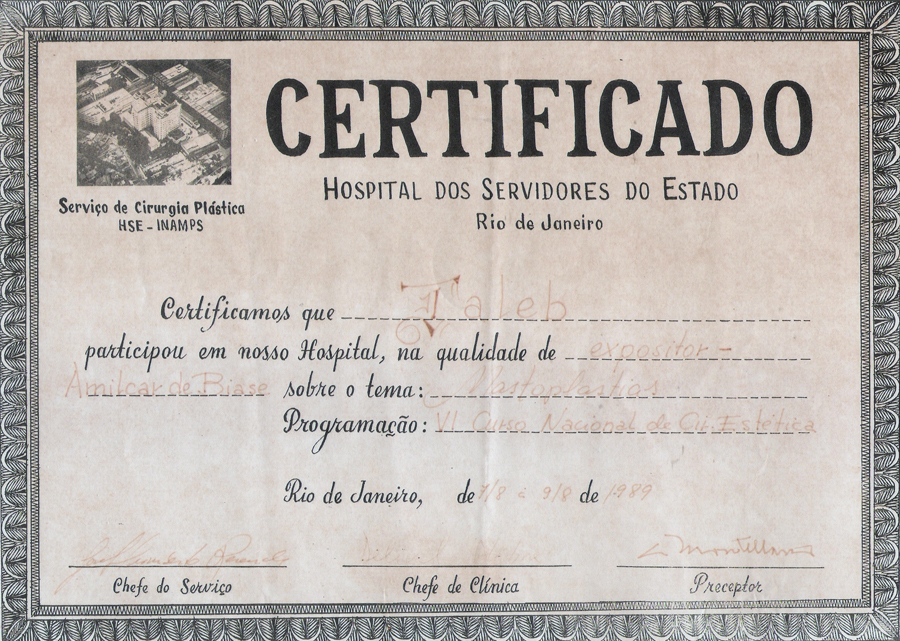 CERTIFICADO
HOSPITAL DOS SERVIDORES DO ESTADO
Rio de Janeiro
Serviço de Cirurgia Plástica
HSE - INAMPS
Certificamos que Taleb
participou em nosso Hospital, na qualidade de expositor -
Amilcar de Biase sobre o tema: Mastoplastias
Programação: VI Curso Nacional de Cir. Estética
Rio de Janeiro, de 7/8 a 9/8 de 1989
Chefe do Serviço
Chefe de Clínica
Preceptor